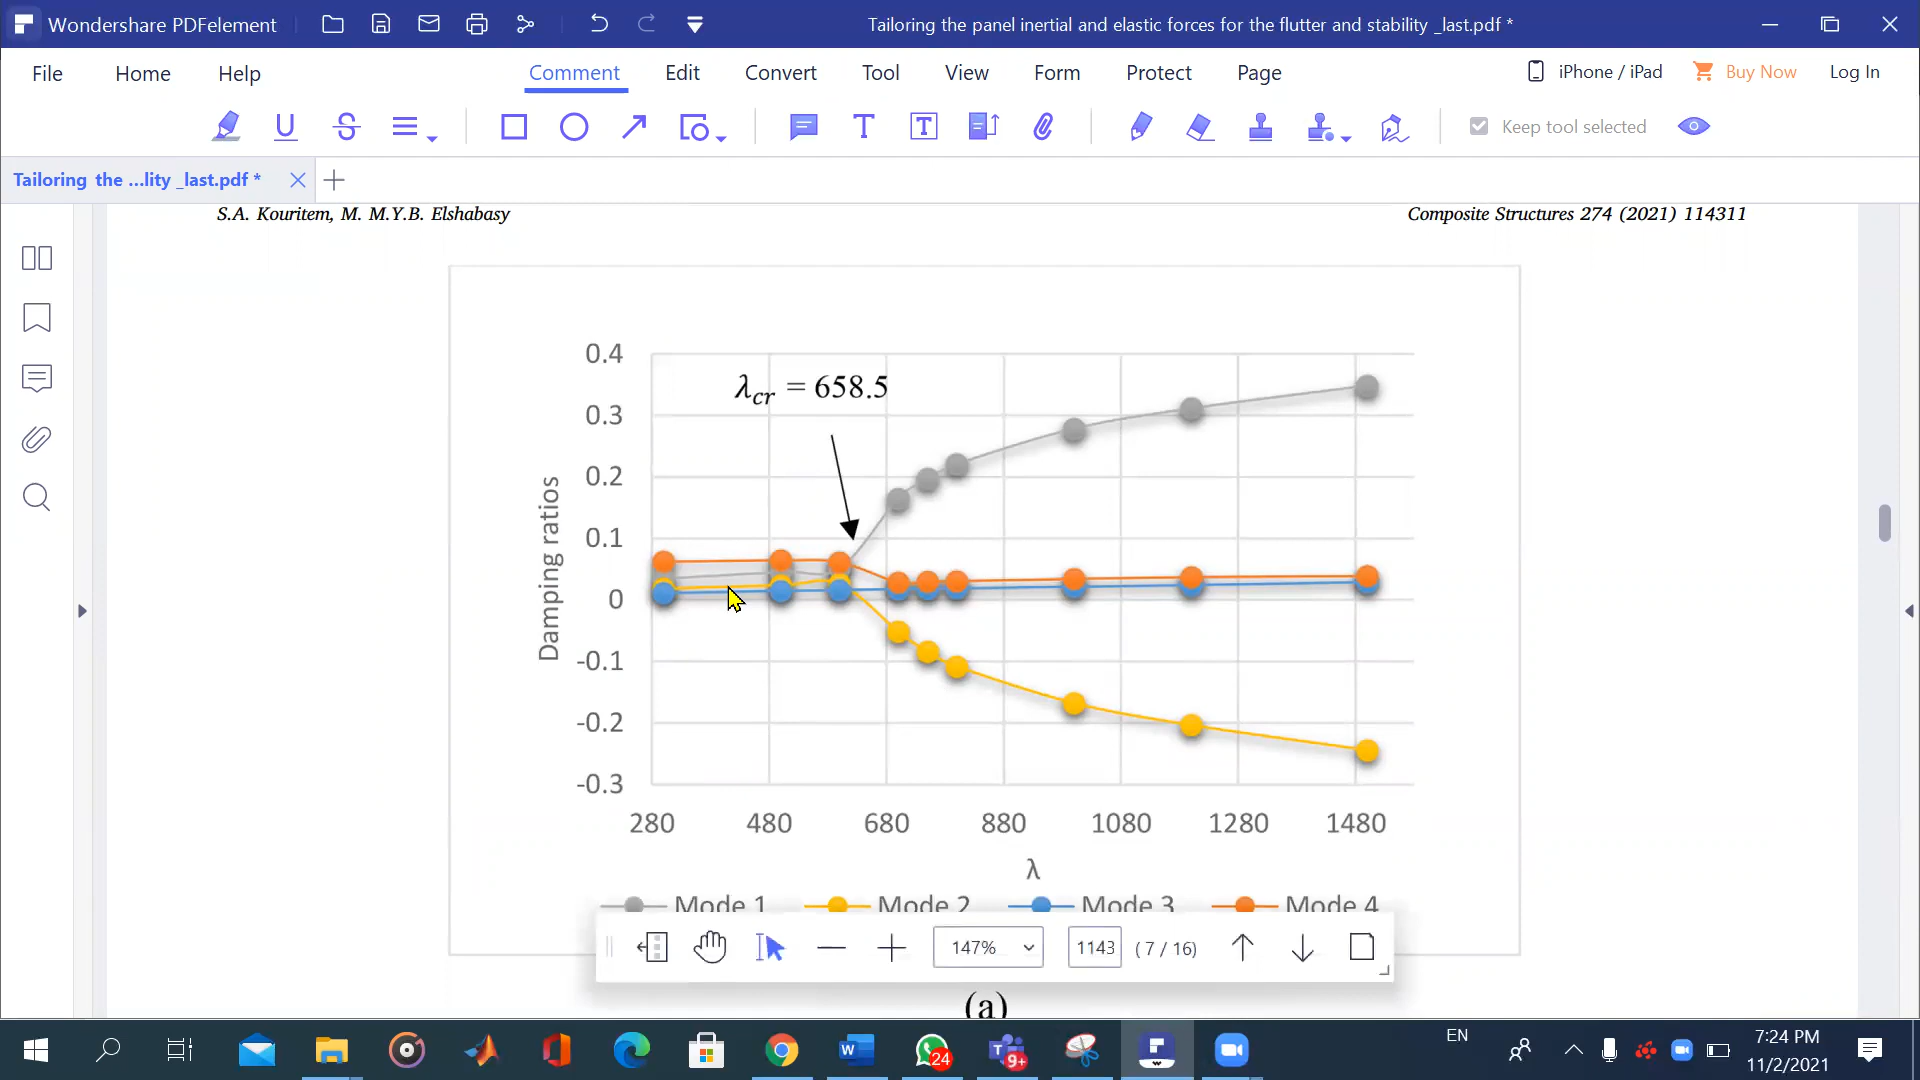 Wondershare PDFelement
Tailoring the panel inertial and elastic forces for the flutter and stability _last.pdf *
File Home Help Comment Edit Convert Tool View Form Protect Page iPhone / iPad Buy Now Log In
Keep tool selected
Tailoring the ...lity _last.pdf *
S.A. Kouritem, M. M.Y.B. Elshabasy Composite Structures 274 (2021) 114311
λcr = 658.5
0.4
0.3
0.2
0.1
0
-0.1
-0.2
-0.3
Damping ratios
280 480 680 880 1080 1280 1480
λ
Mode 1 Mode 2 Mode 3 Mode 4
147% 1143 ( 7 / 16)
(a)
24
9+
EN
7:24 PM
11/2/2021